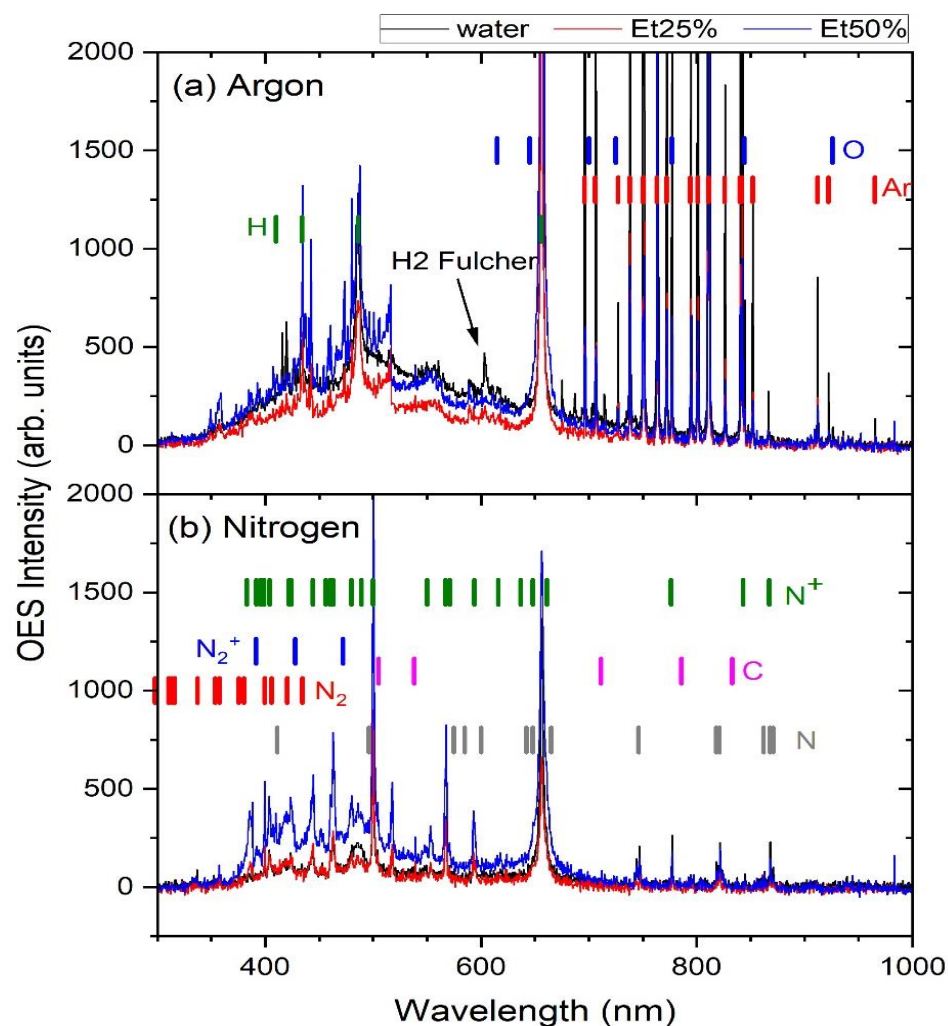 water Et25% Et50%
(a) Argon
2000
1500
1000
500
0
O
Ar
H
H2 Fulcher
OES Intensity (arb. units)
(b) Nitrogen
2000
1500
1000
500
0
N+
N2+
N2
C
N
400 600 800 1000
Wavelength (nm)